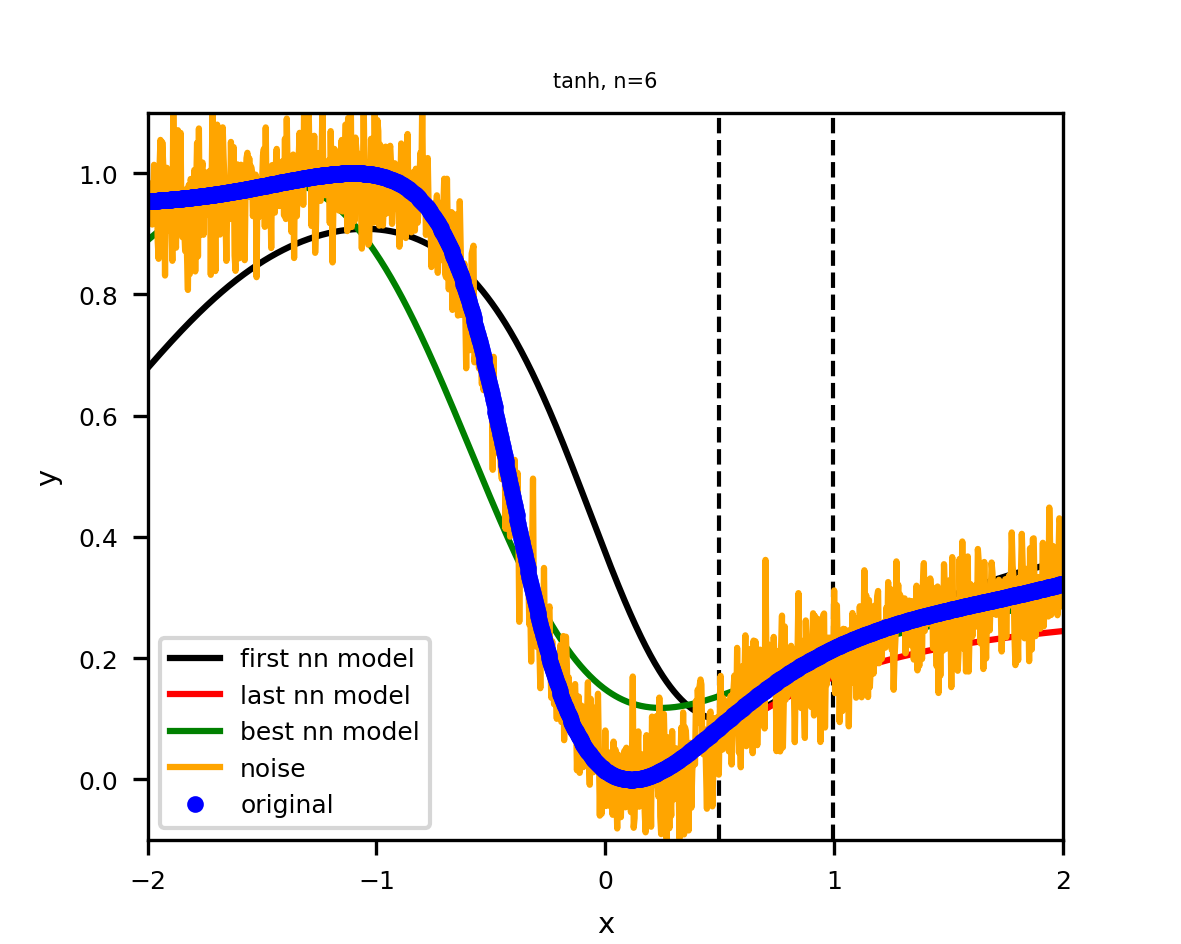 tanh, n=6
1.0
0.8
0.6
0.4
0.2
0.0
y
first nn model
last nn model
best nn model
noise
original
−2
−1
0
1
2
x